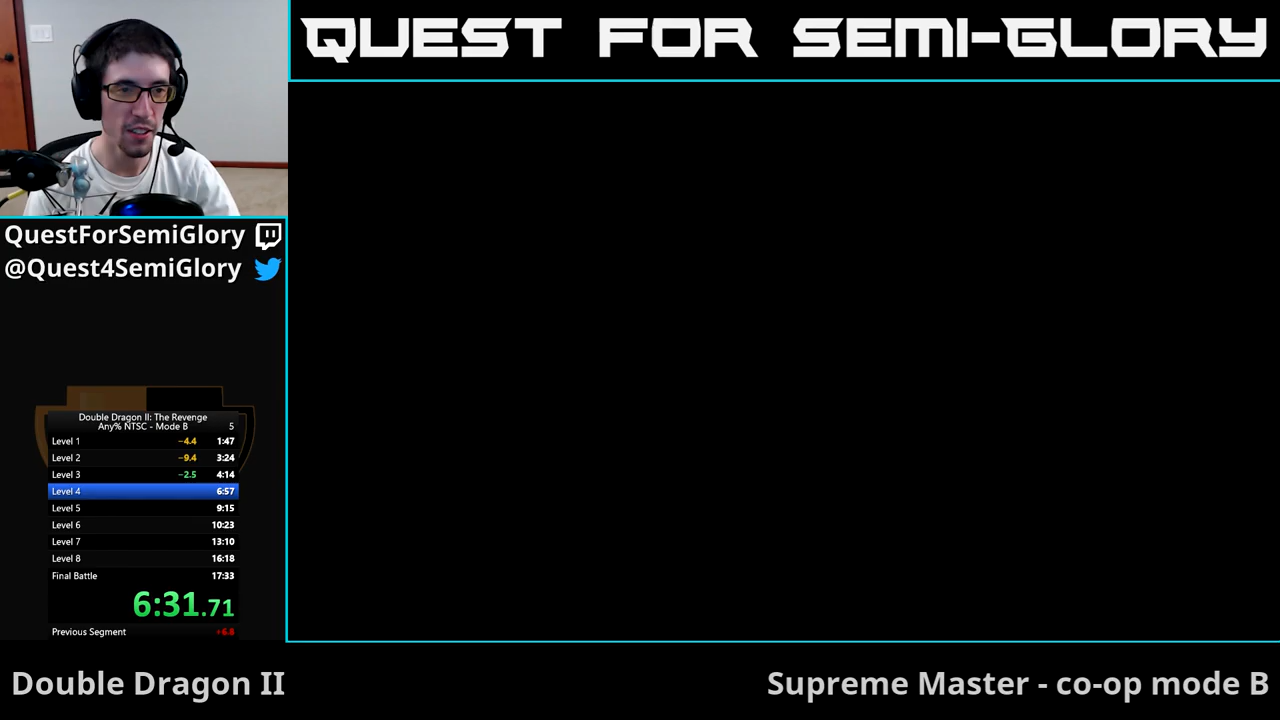 QUEST FOR SEMI-GLORY
QuestForSemiGlory
@Quest4SemiGlory
Double Dragon II: The Revenge
Any% NTSC - Mode B 5
Level 1 −4.4 1:47
Level 2 −9.4 3:24
Level 3 −2.5 4:14
Level 4 6:57
Level 5 9:15
Level 6 10:23
Level 7 13:10
Level 8 16:18
Final Battle 17:33
6:31.71
Previous Segment +6.8
Double Dragon II
Supreme Master - co-op mode B